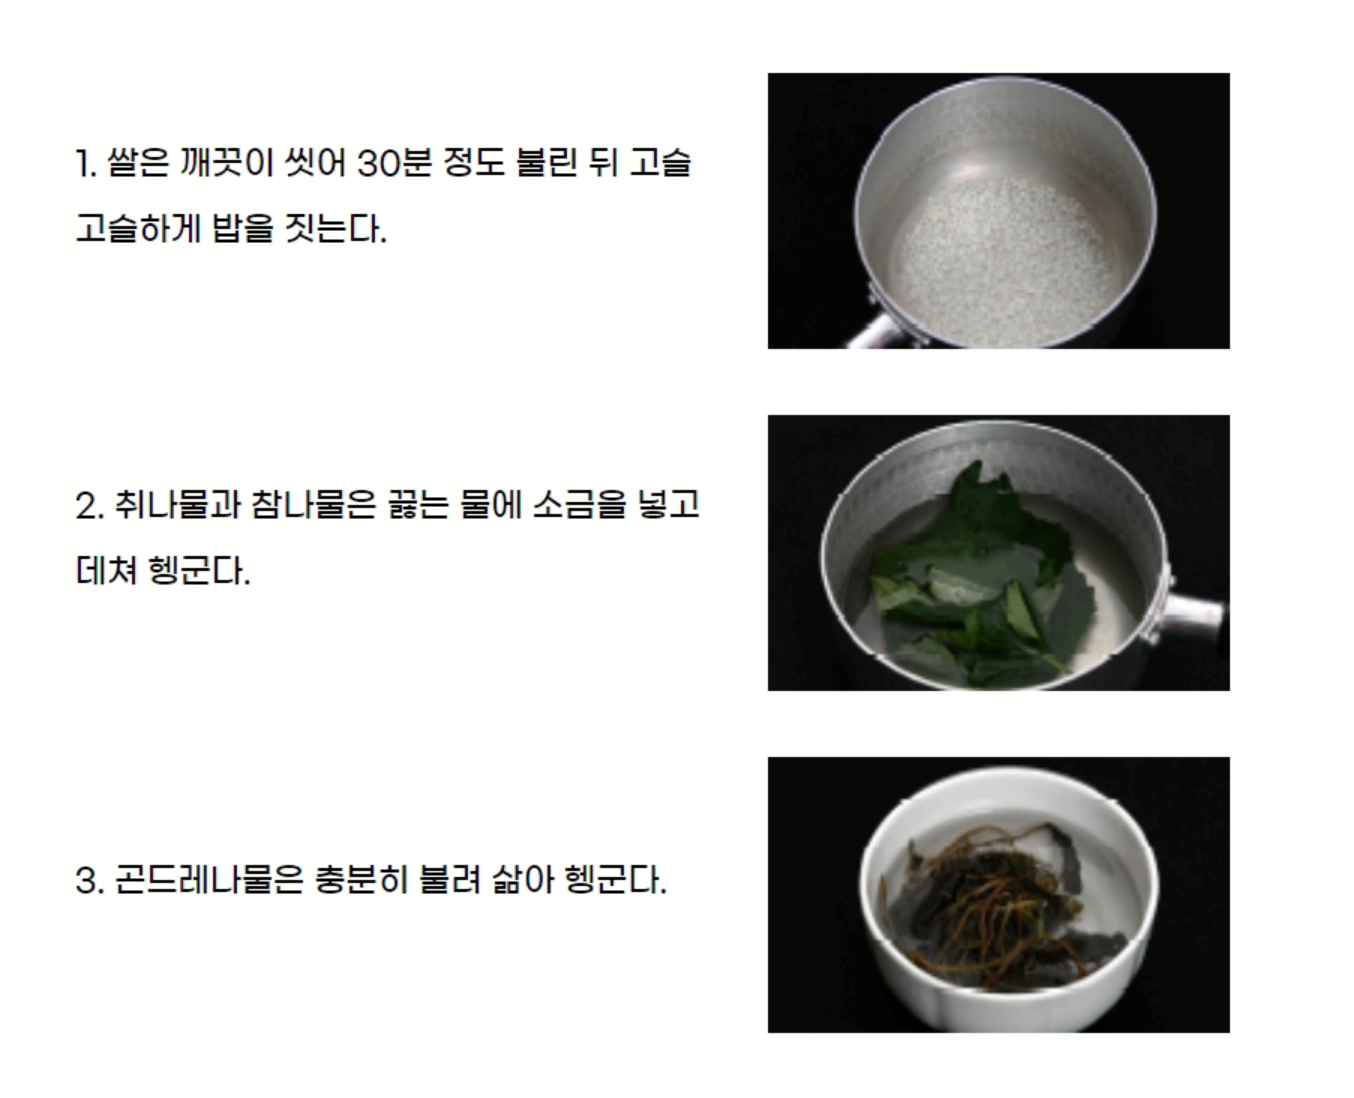 1. 쌀은 깨끗이 씻어 30분 정도 불린 뒤 고슬
고슬하게 밥을 짓는다.
2. 취나물과 참나물은 끓는 물에 소금을 넣고
데쳐 헹군다.
3. 곤드레나물은 충분히 불려 삶아 헹군다.